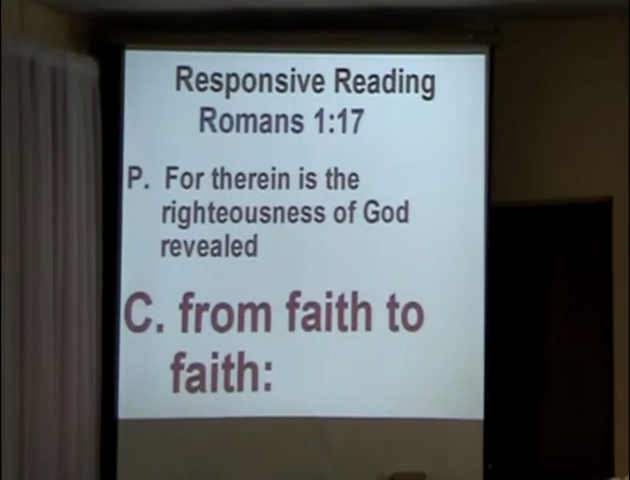 Responsive Reading
Romans 1:17
P. For therein is the
righteousness of God
revealed
C. from faith to
faith: